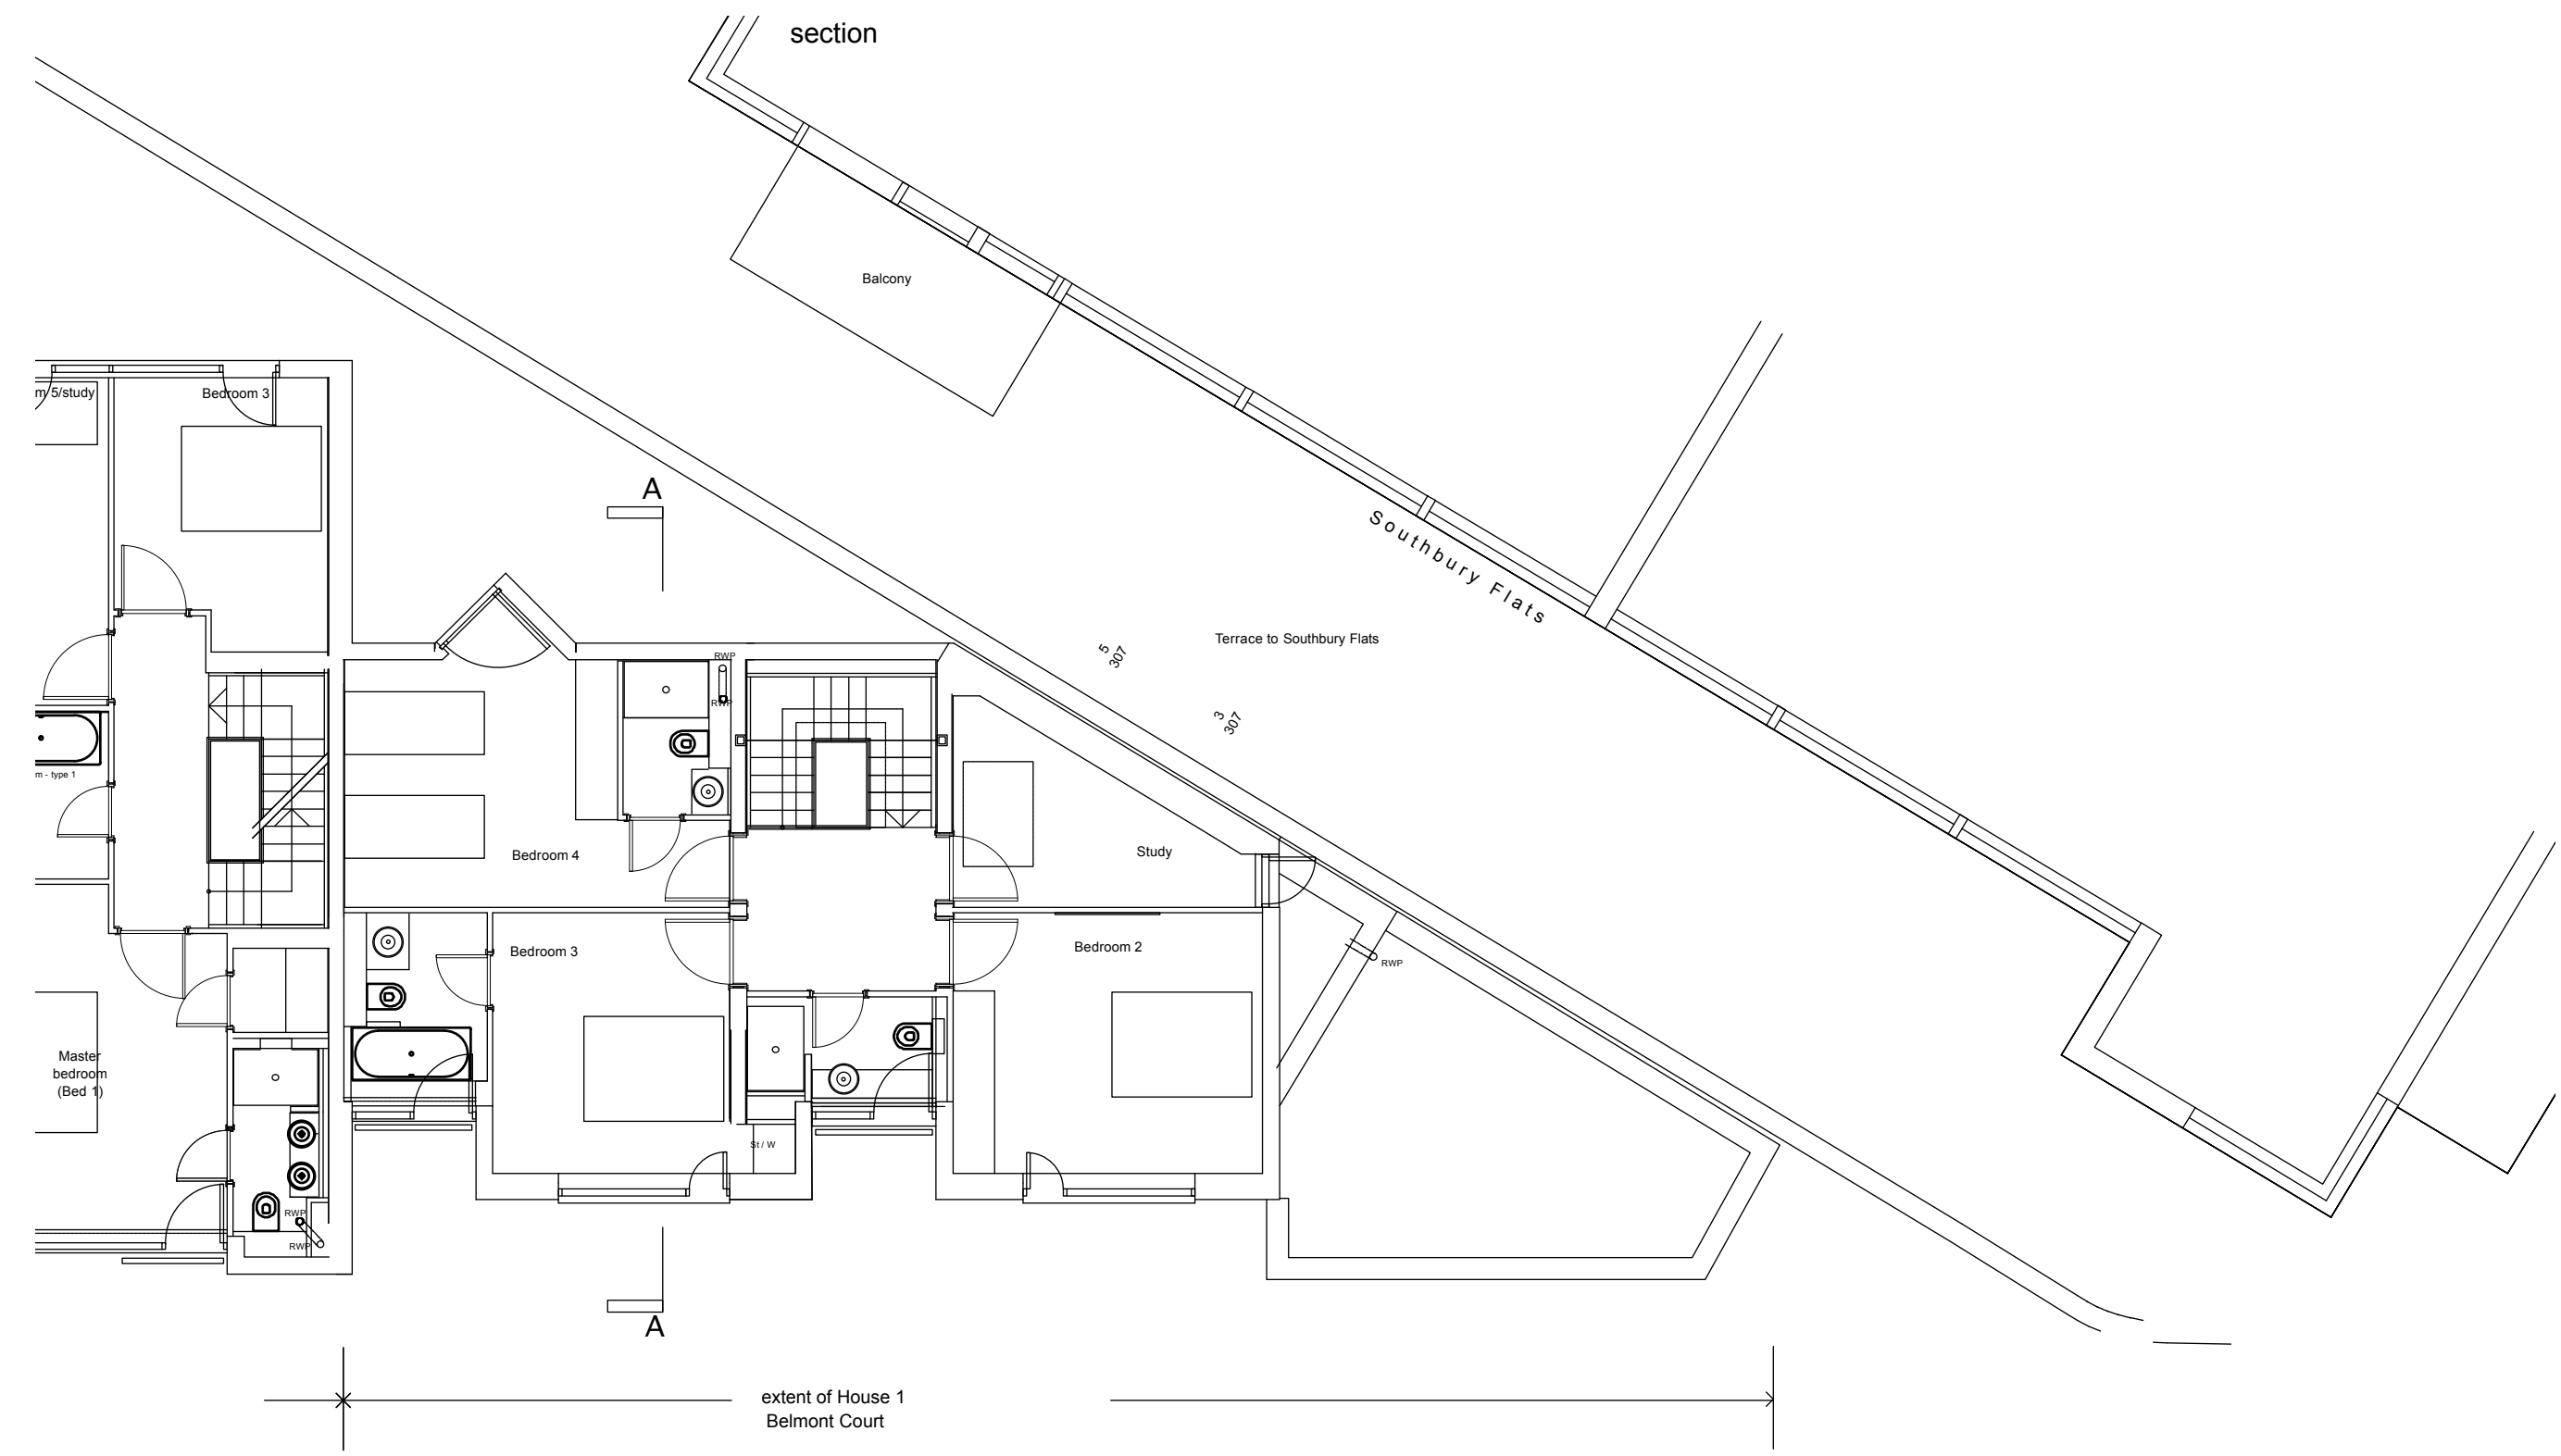 section
Balcony
m 5/study
Bedroom 3
A
Southbury Flats
Terrace to Southbury Flats
5
307
3
307
RWP
RWP
m - type 1
Bedroom 4
Study
Bedroom 3
Bedroom 2
RWP
Master
bedroom
(Bed 1)
St / W
RWP
RWP
A
extent of House 1
Belmont Court